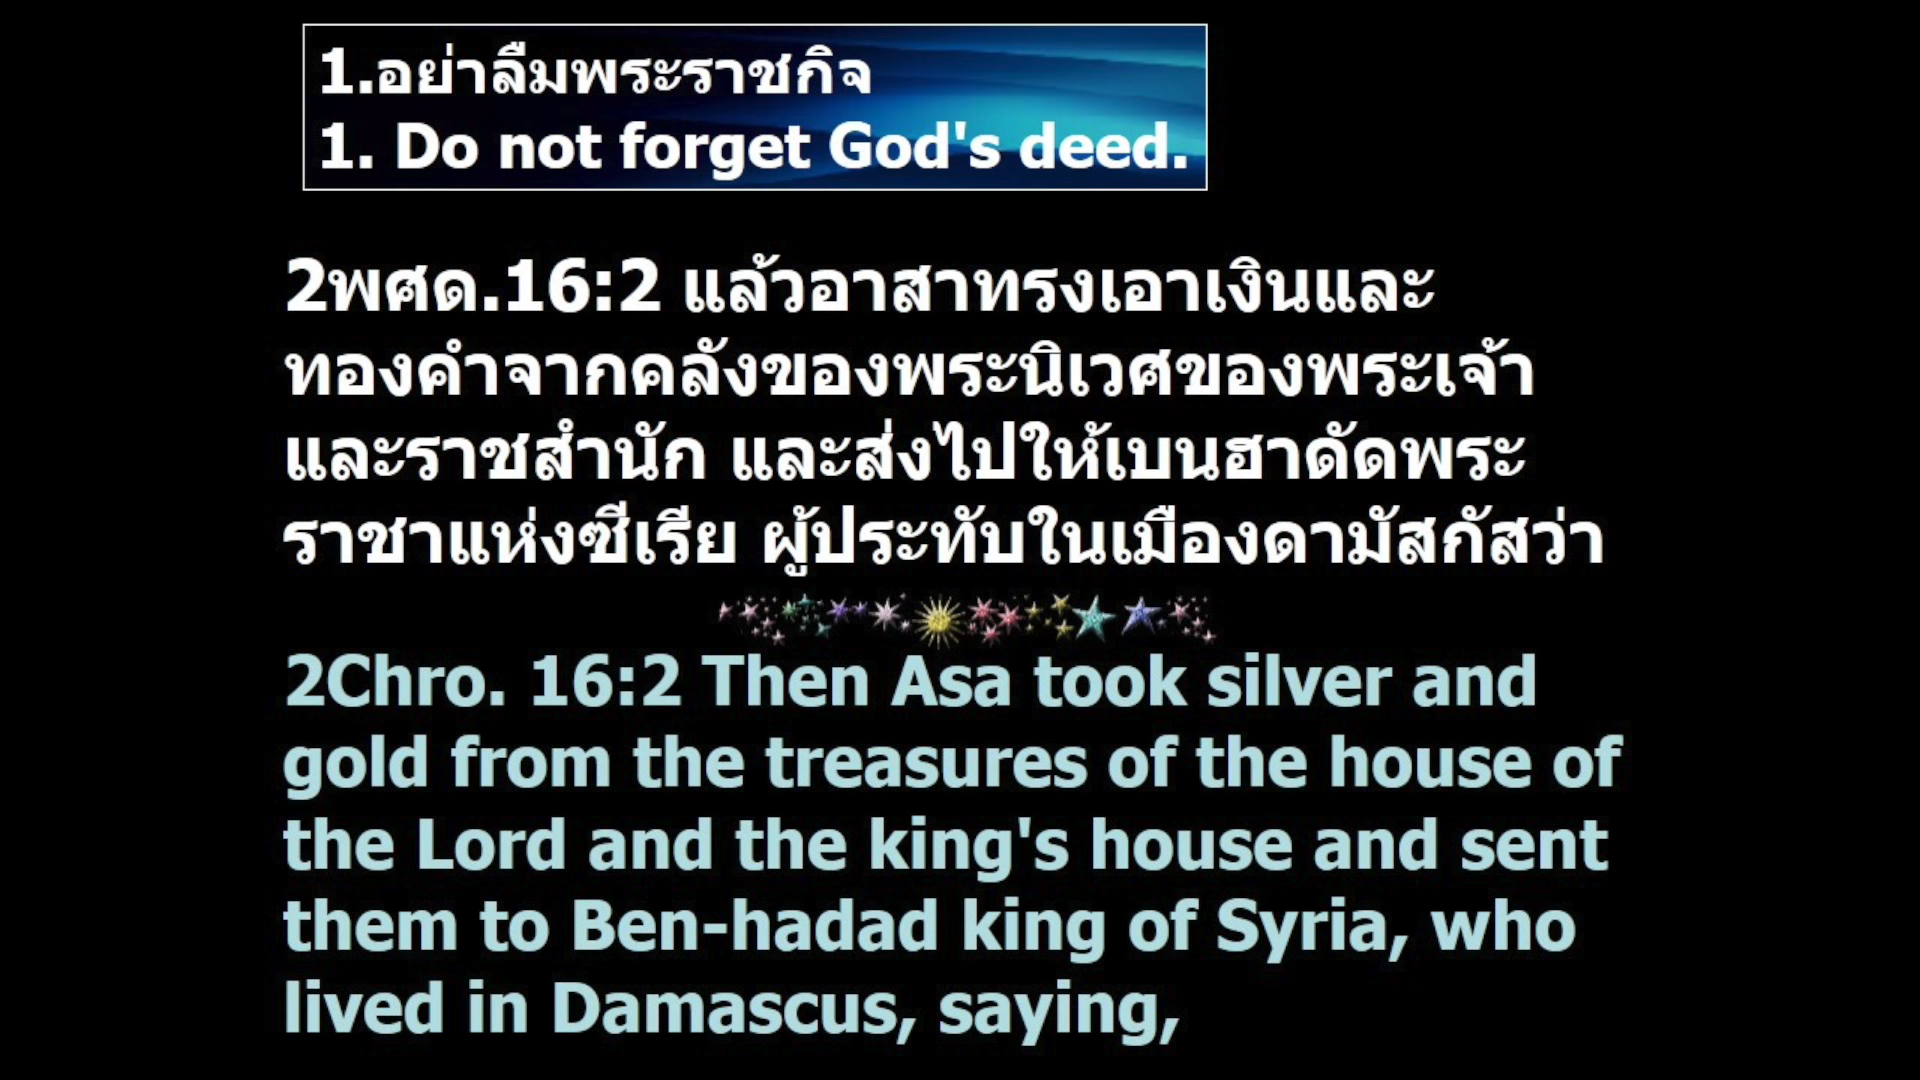 1.อย่าลืมพระราชกิจ
1. Do not forget God's deed.
2พศด.16:2 แล้วอาสาทรงเอาเงินและ
ทองคำจากคลังของพระนิเวศของพระเจ้า
และราชสำนัก และส่งไปให้เบนฮาดัดพระ
ราชาแห่งซีเรีย ผู้ประทับในเมืองดามัสกัสว่า
2Chro. 16:2 Then Asa took silver and
gold from the treasures of the house of
the Lord and the king's house and sent
them to Ben-hadad king of Syria, who
lived in Damascus, saying,